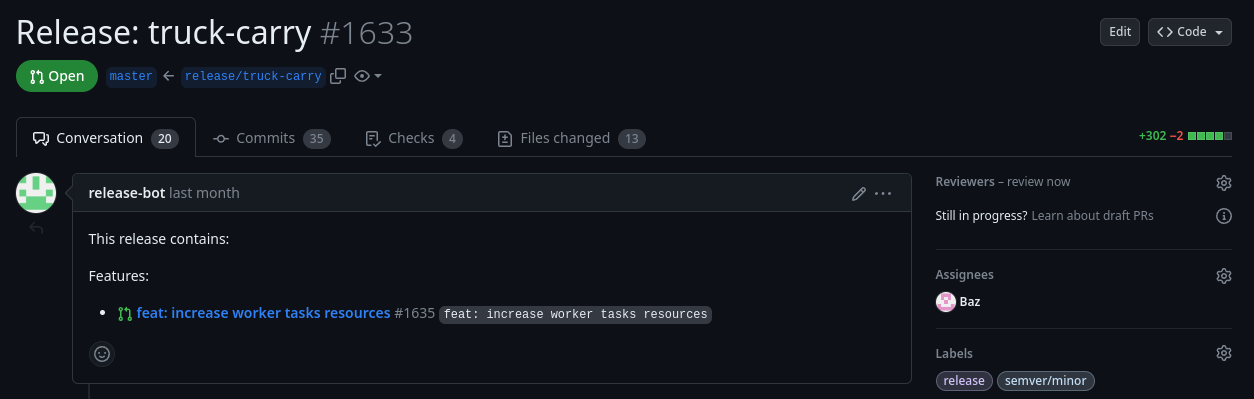 Release: truck-carry #1633
Edit
Code
Open
master
release/truck-carry
Conversation 20
Commits 35
Checks 4
Files changed 13
+302 −2
release-bot last month
This release contains:
Features:
feat: increase worker tasks resources #1635 feat: increase worker tasks resources
Reviewers – review now
Still in progress? Learn about draft PRs
Assignees
Baz
Labels
release semver/minor